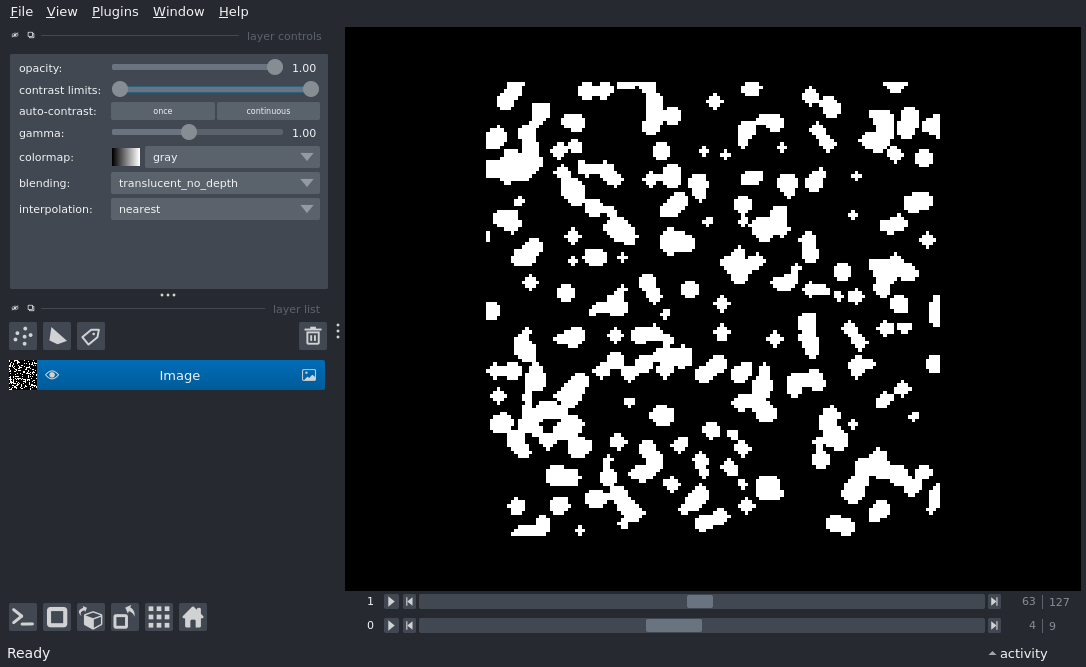 File View Plugins Window Help
layer controls
opacity: 1.00
contrast limits:
auto-contrast: once continuous
gamma: 1.00
colormap: gray
blending: translucent_no_depth
interpolation: nearest
layer list
Image
1 63 127
0 4 9
Ready activity